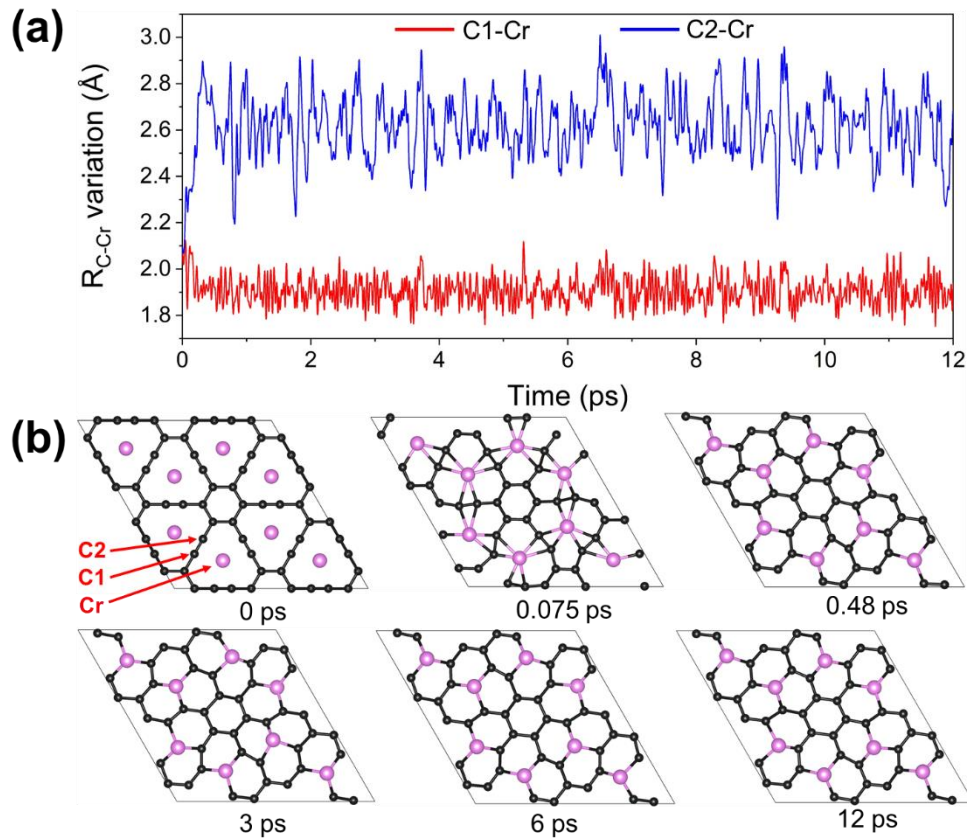 (a)
C1-Cr
C2-Cr
R_C-Cr variation (Å)
3.0
2.8
2.6
2.4
2.2
2.0
1.8
0 2 4 6 8 10 12
Time (ps)
(b)
C2
C1
Cr
0 ps
0.075 ps
0.48 ps
3 ps
6 ps
12 ps